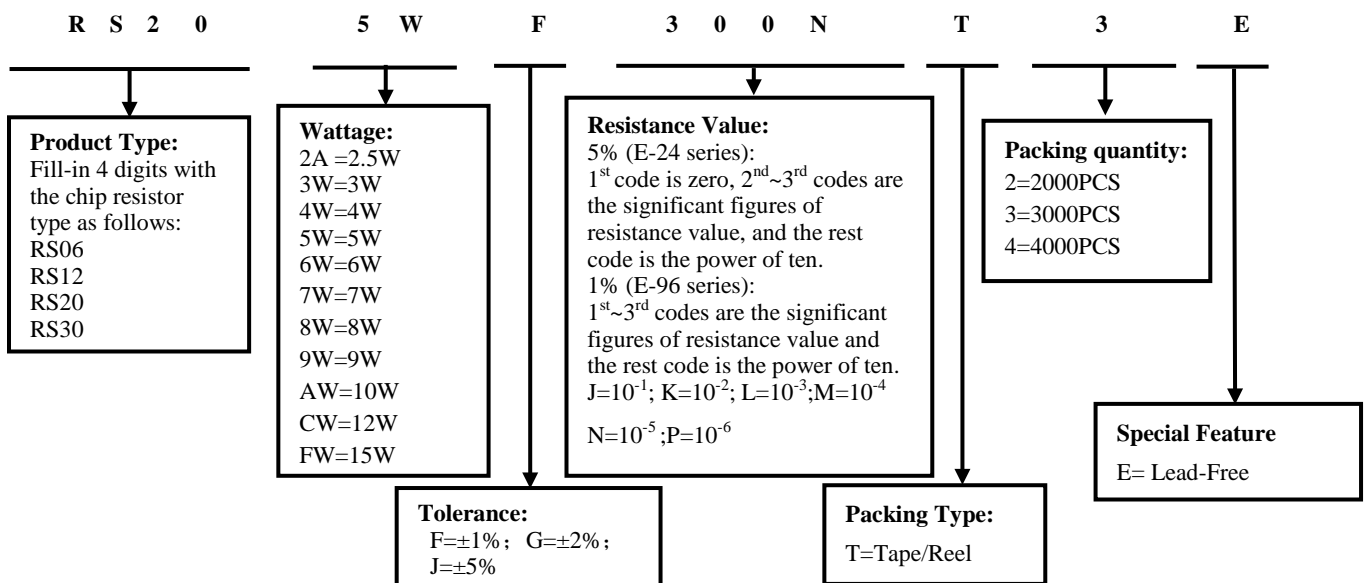 R S 2 0 5 W F 3 0 0 N T 3 E
Product Type:
Fill-in 4 digits with
the chip resistor
type as follows:
RS06
RS12
RS20
RS30
Wattage:
2A =2.5W
3W=3W
4W=4W
5W=5W
6W=6W
7W=7W
8W=8W
9W=9W
AW=10W
CW=12W
FW=15W
Tolerance:
F=±1%； G=±2%；
J=±5%
Resistance Value:
5% (E-24 series):
1st code is zero, 2nd~3rd codes are
the significant figures of
resistance value, and the rest
code is the power of ten.
1% (E-96 series):
1st~3rd codes are the significant
figures of resistance value and
the rest code is the power of ten.
J=10-1; K=10-2; L=10-3;M=10-4
N=10-5 ;P=10-6
Packing Type:
T=Tape/Reel
Packing quantity:
2=2000PCS
3=3000PCS
4=4000PCS
Special Feature
E= Lead-Free